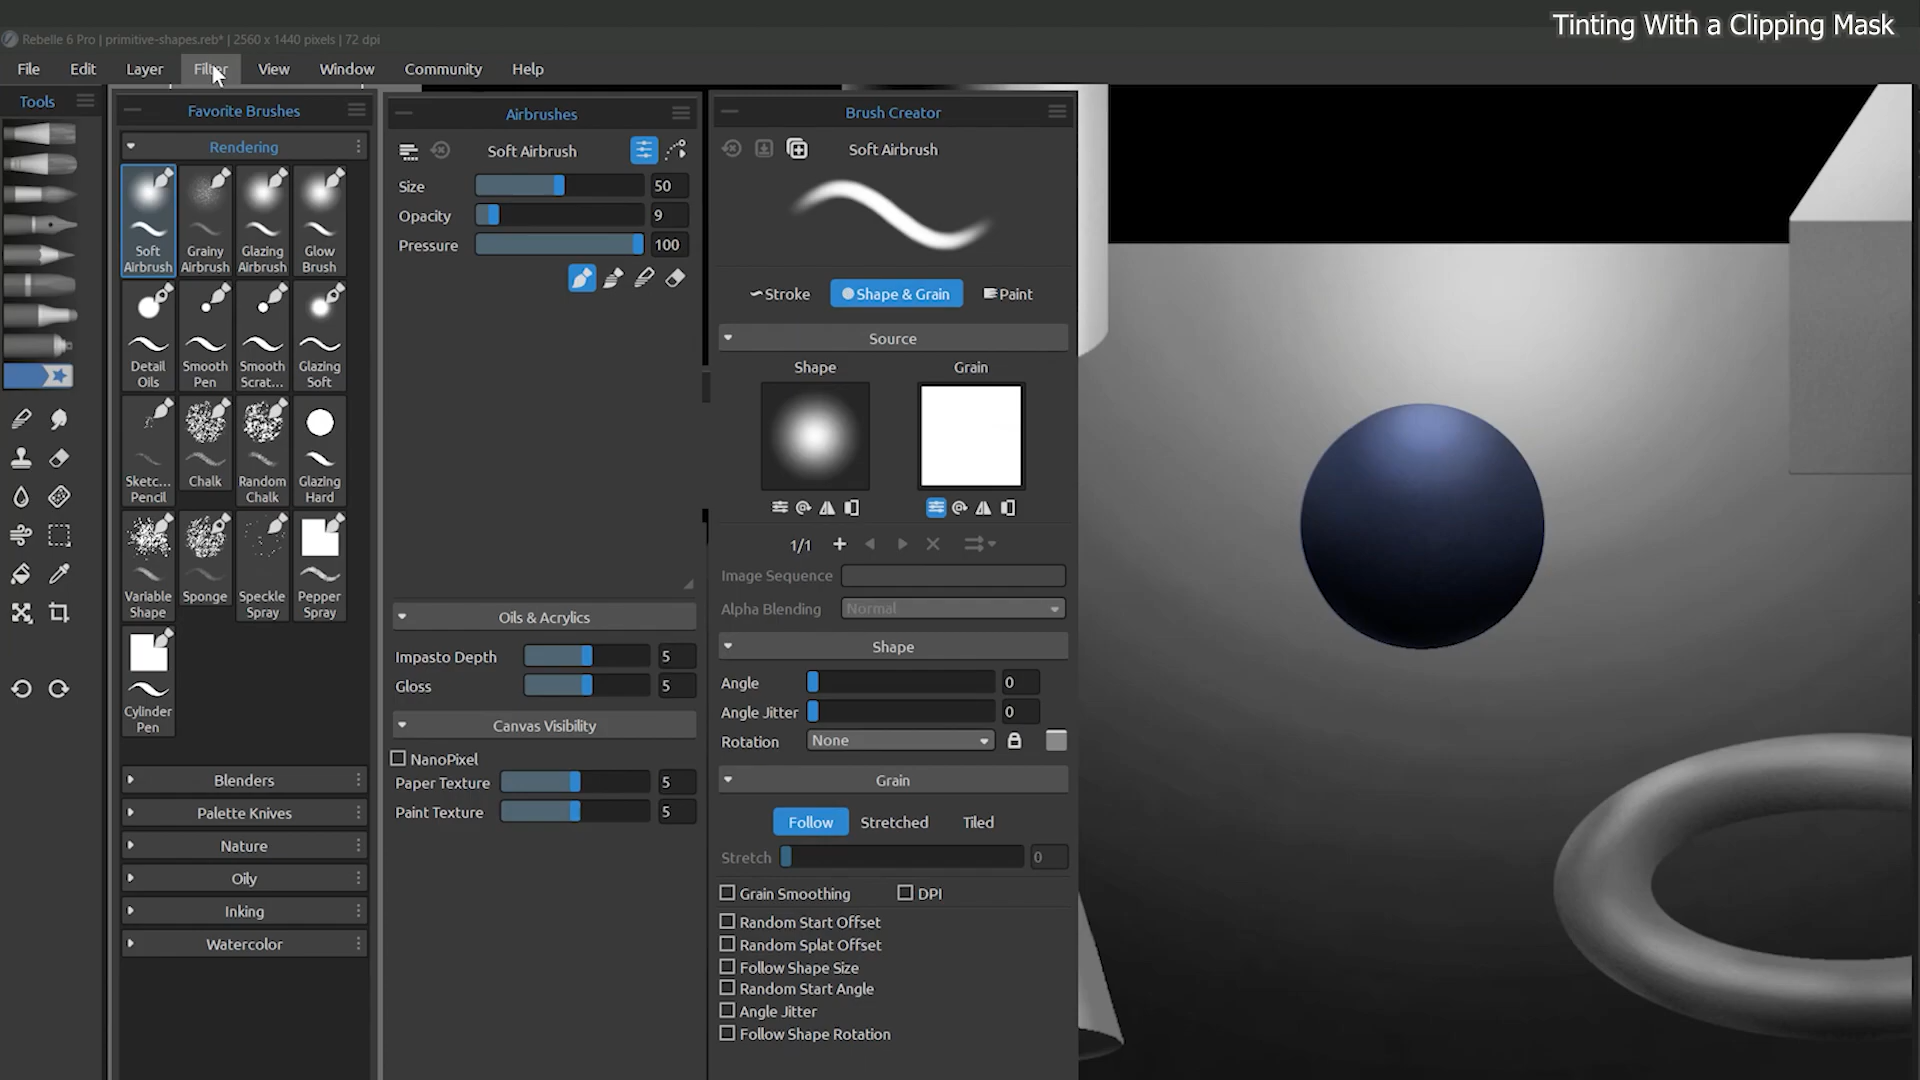 Tinting With a Clipping Mask
Rebelle 6 Pro | primitive-shapes.reb* | 2560 x 1440 pixels | 72 dpi
File Edit Layer Filter View Window Community Help
Tools
Favorite Brushes
Rendering
Soft Airbrush
Grainy Airbrush
Glazing Airbrush
Glow Brush
Detail Oils
Smooth Pen
Smooth Scrat...
Glazing Soft
Sketc... Pencil
Chalk
Random Chalk
Glazing Hard
Variable Shape
Sponge
Speckle Spray
Pepper Spray
Cylinder Pen
Blenders
Palette Knives
Nature
Oily
Inking
Watercolor
Airbrushes
Soft Airbrush
Size 50
Opacity 9
Pressure 100
Oils & Acrylics
Impasto Depth 5
Gloss 5
Canvas Visibility
NanoPixel
Paper Texture 5
Paint Texture 5
Brush Creator
Soft Airbrush
Stroke Shape & Grain Paint
Source
Shape Grain
1/1
Image Sequence
Alpha Blending Normal
Shape
Angle 0
Angle Jitter 0
Rotation None
Grain
Follow Stretched Tiled
Stretch 0
Grain Smoothing DPI
Random Start Offset
Random Splat Offset
Follow Shape Size
Random Start Angle
Angle Jitter
Follow Shape Rotation